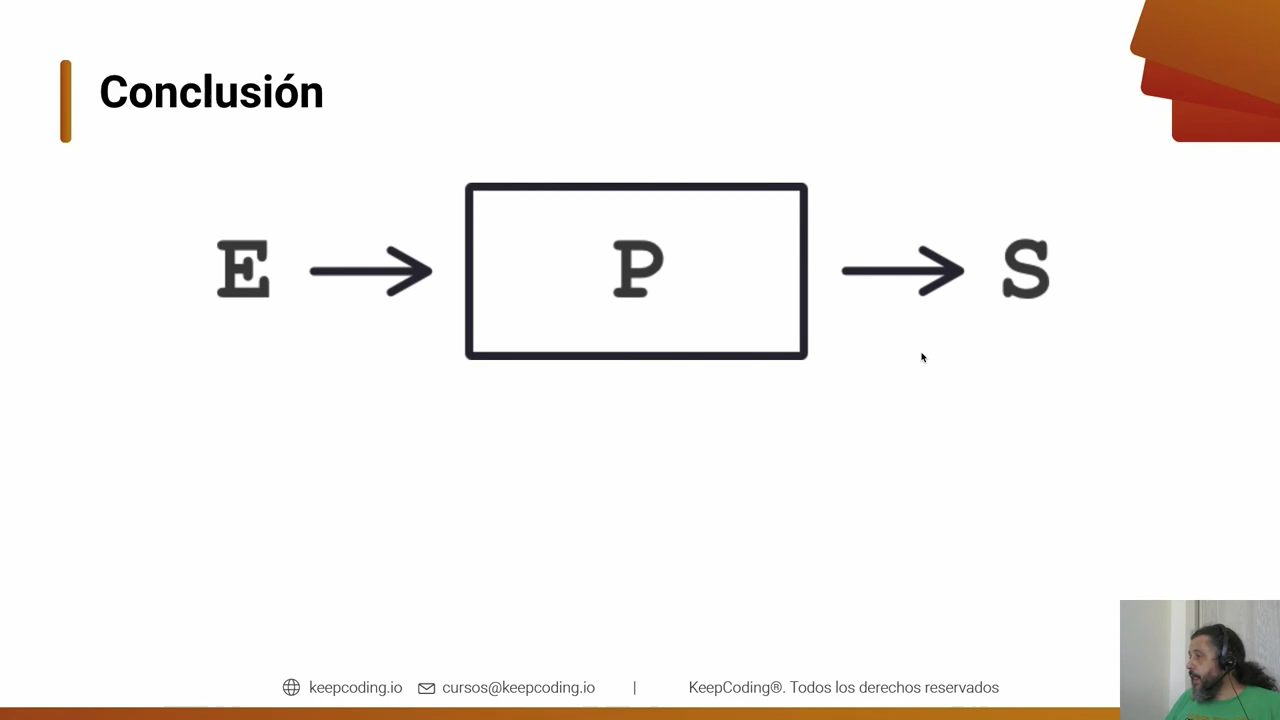 Conclusión
E P S
keepcoding.io cursos@keepcoding.io | KeepCoding®. Todos los derechos reservados